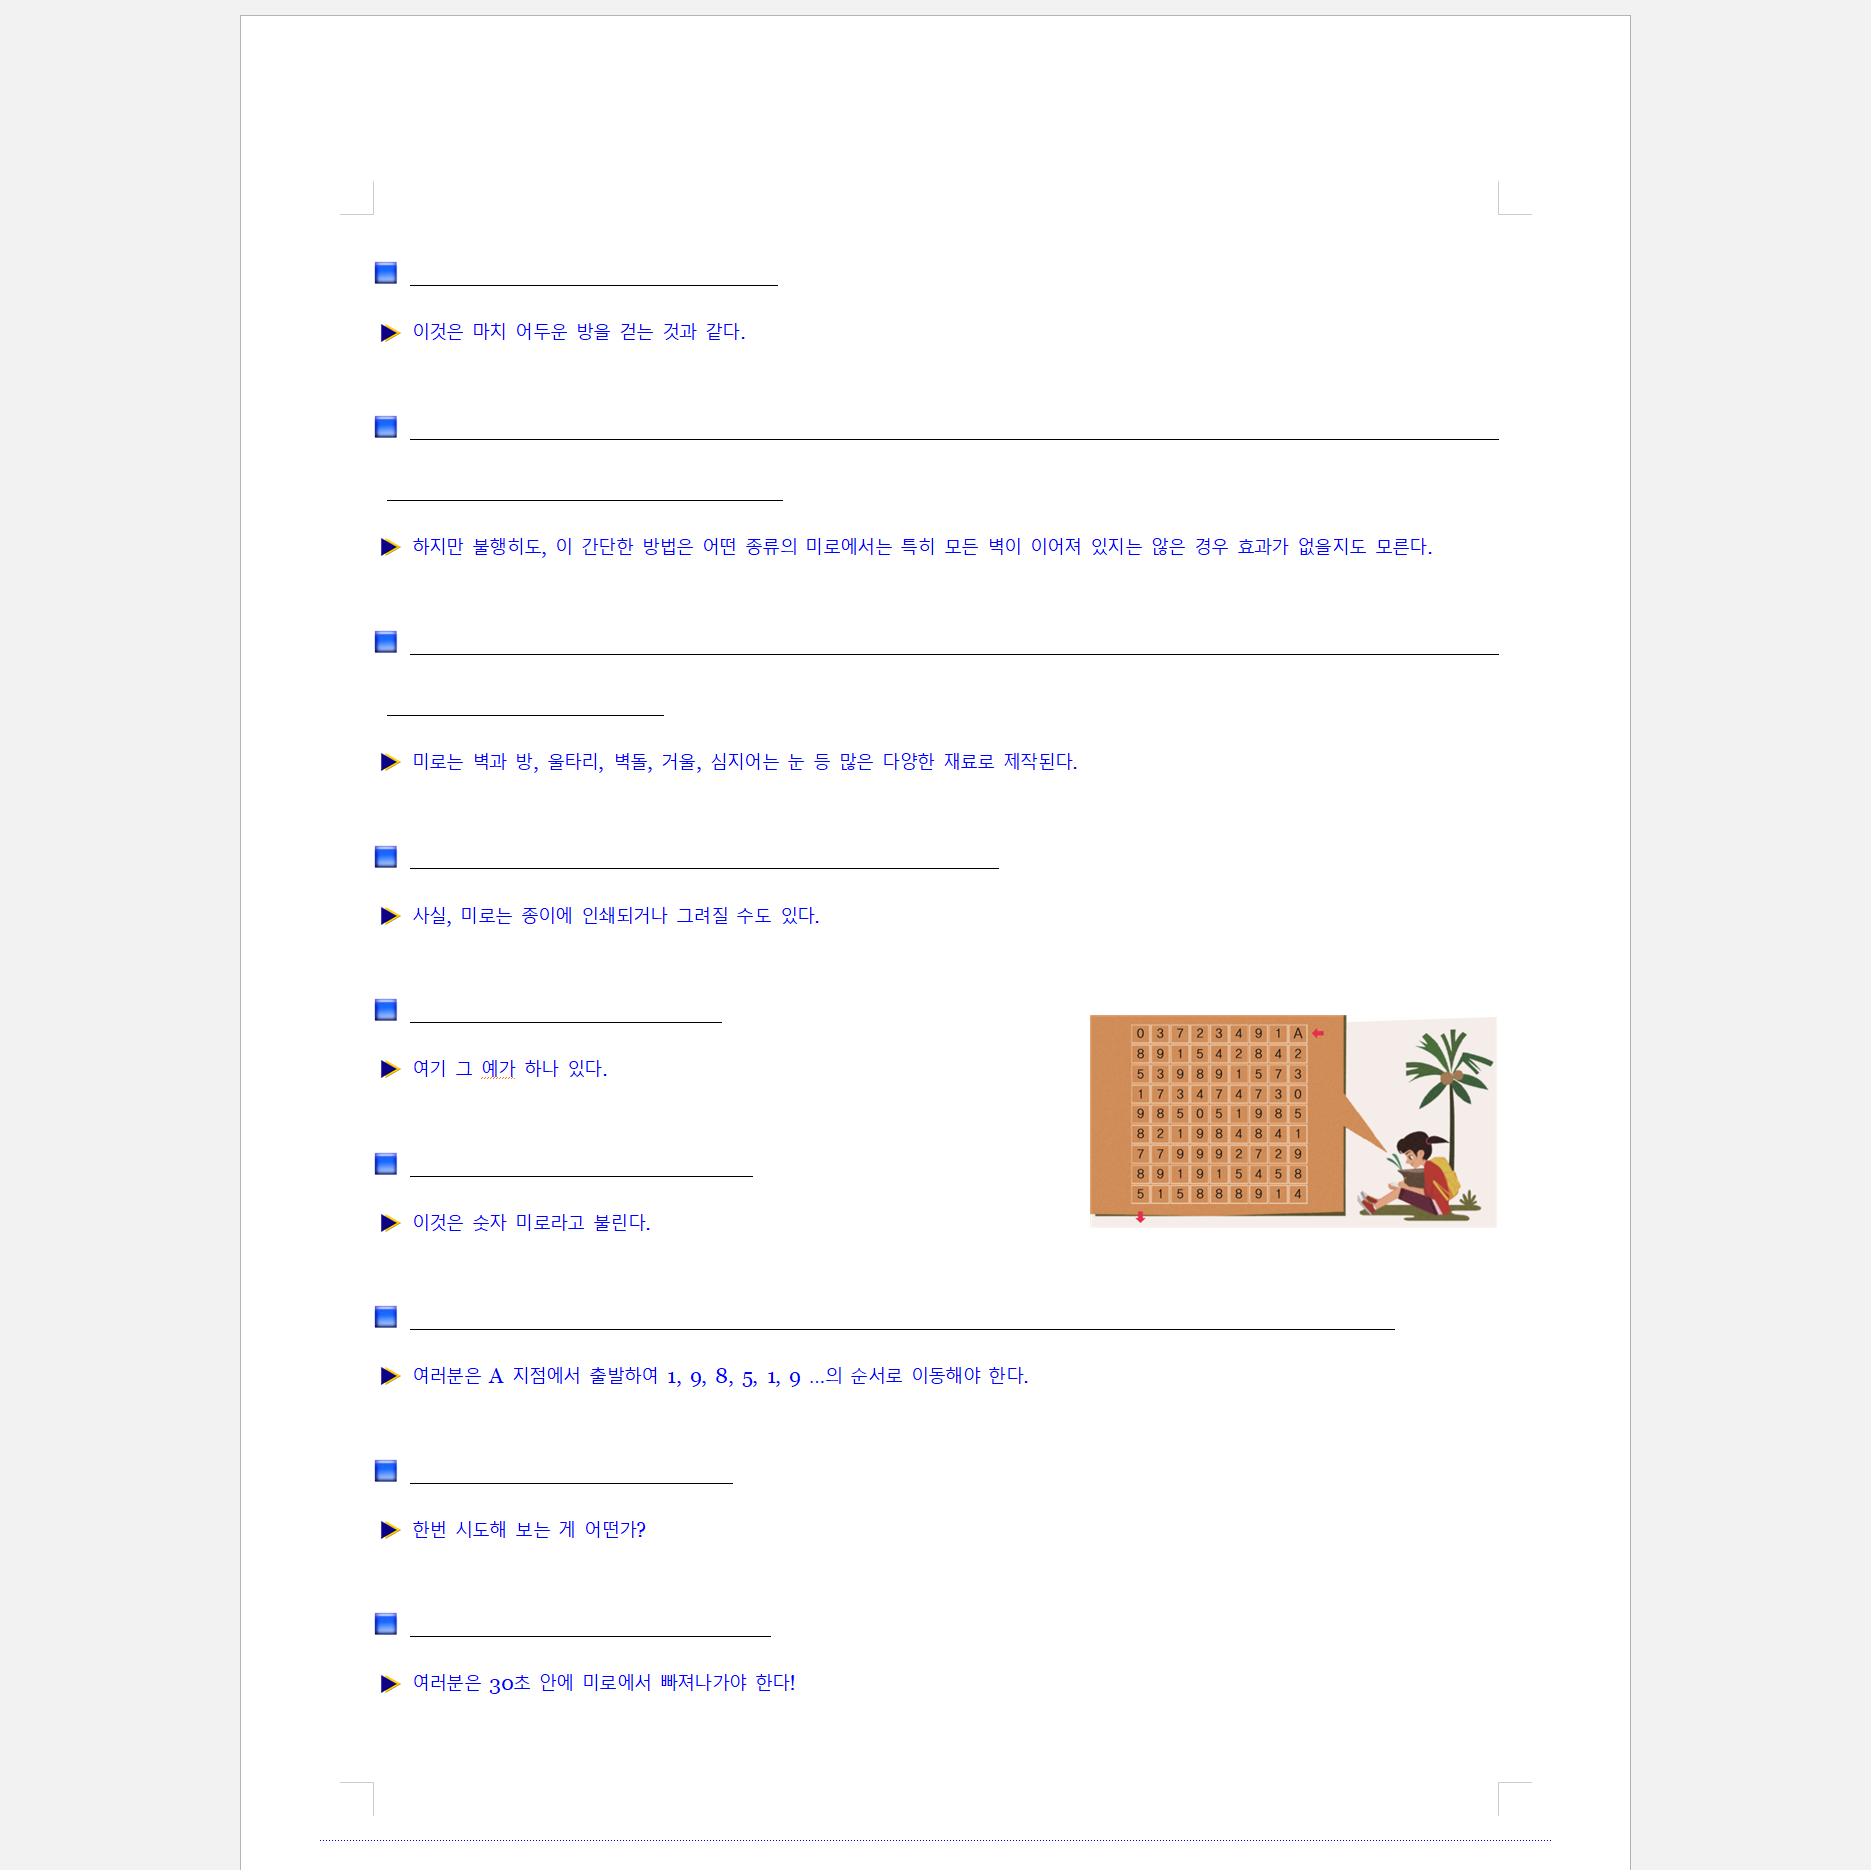 이것은 마치 어두운 방을 걷는 것과 같다.
하지만 불행히도, 이 간단한 방법은 어떤 종류의 미로에서는 특히 모든 벽이 이어져 있지는 않은 경우 효과가 없을지도 모른다.
미로는 벽과 방, 울타리, 벽돌, 거울, 심지어는 눈 등 많은 다양한 재료로 제작된다.
사실, 미로는 종이에 인쇄되거나 그려질 수도 있다.
여기 그 예가 하나 있다.
0 3 7 2 3 4 9 1 A
8 9 1 5 4 2 8 4 2
5 3 9 8 9 1 5 7 3
1 7 3 4 7 4 7 3 0
9 8 5 0 5 1 9 8 5
8 2 1 9 8 4 8 4 1
7 7 9 9 9 2 7 2 9
8 9 1 9 1 5 4 5 8
5 1 5 8 8 8 9 1 4
이것은 숫자 미로라고 불린다.
여러분은 A 지점에서 출발하여 1, 9, 8, 5, 1, 9 …의 순서로 이동해야 한다.
한번 시도해 보는 게 어떤가?
여러분은 30초 안에 미로에서 빠져나가야 한다!